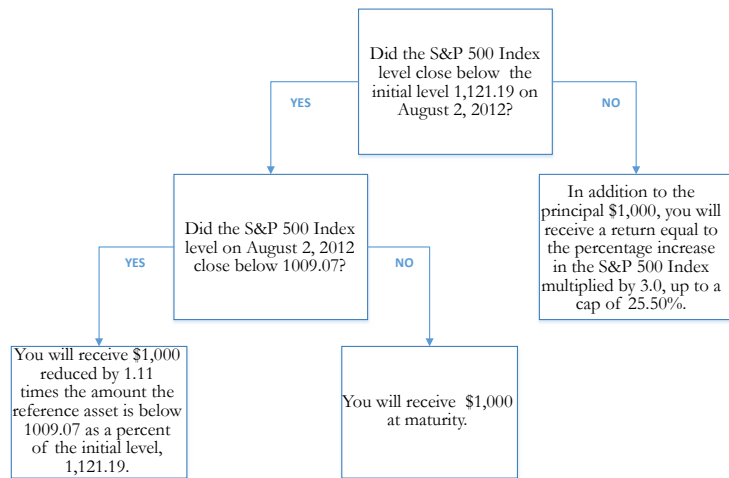 Did the S&P 500 Index
level close below the
initial level 1,121.19 on
August 2, 2012?
YES
NO
Did the S&P 500 Index
level on August 2, 2012
close below 1009.07?
In addition to the
principal $1,000, you will
receive a return equal to
the percentage increase
in the S&P 500 Index
multiplied by 3.0, up to a
cap of 25.50%.
YES
NO
You will receive $1,000
reduced by 1.11
times the amount the
reference asset is below
1009.07 as a percent
of the initial level,
1,121.19.
You will receive $1,000
at maturity.